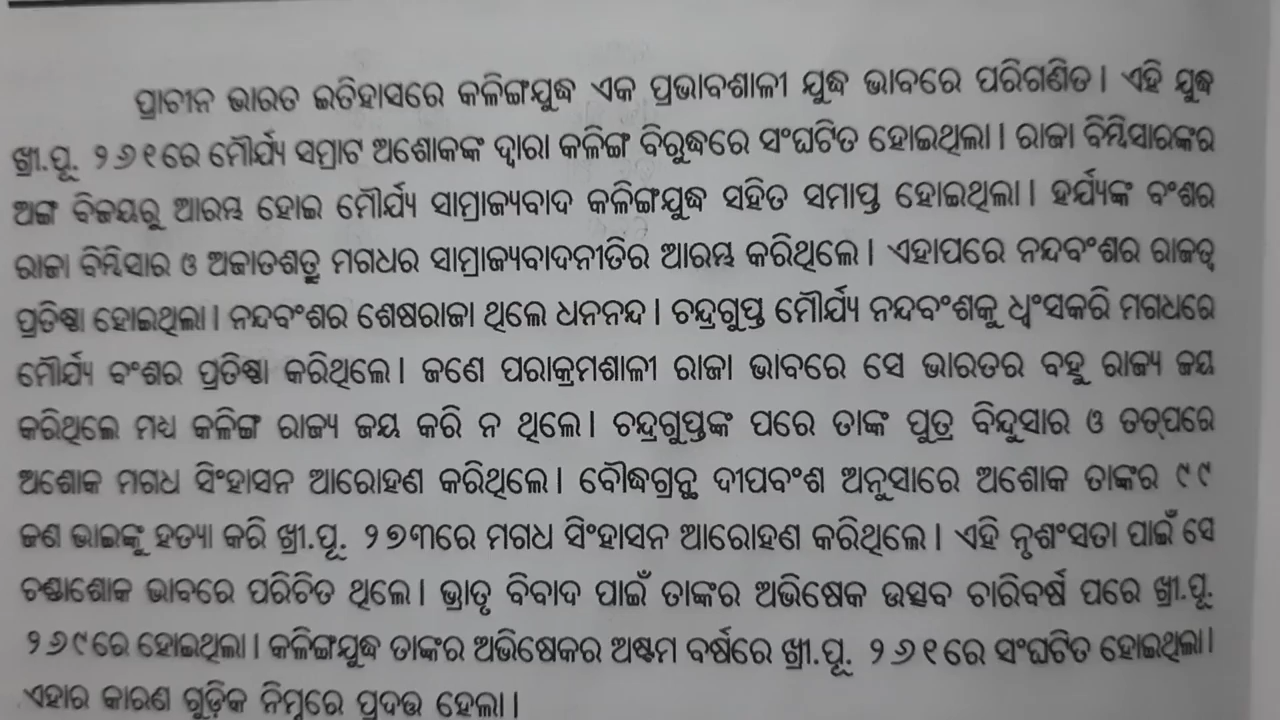 ପ୍ରାଚୀନ ଭାରତ ଇତିହାସରେ କଳିଙ୍ଗଯୁଦ୍ଧ ଏକ ପ୍ରଭାବଶାଳୀ ଯୁଦ୍ଧ ଭାବରେ ପରିଗଣିତ। ଏହି ଯୁଦ୍ଧ
ଖ୍ରୀ.ପୂ. ୨୬୧ରେ ମୌର୍ଯ୍ୟ ସମ୍ରାଟ ଅଶୋକଙ୍କ ଦ୍ୱାରା କଳିଙ୍ଗ ବିରୁଦ୍ଧରେ ସଂଘଟିତ ହୋଇଥିଲା। ରାଜା ବିମ୍ବିସାରଙ୍କର
ଅଙ୍ଗ ବିଜୟରୁ ଆରମ୍ଭ ହୋଇ ମୌର୍ଯ୍ୟ ସାମ୍ରାଜ୍ୟବାଦ କଳିଙ୍ଗଯୁଦ୍ଧ ସହିତ ସମାପ୍ତ ହୋଇଥିଲା। ହର୍ଯ୍ୟଙ୍କ ବଂଶର
ରାଜା ବିମ୍ବିସାର ଓ ଅଜାତଶତ୍ରୁ ମଗଧର ସାମ୍ରାଜ୍ୟବାଦନୀତିର ଆରମ୍ଭ କରିଥିଲେ। ଏହାପରେ ନନ୍ଦବଂଶର ରାଜତ୍ୱ
ପ୍ରତିଷ୍ଠା ହୋଇଥିଲା। ନନ୍ଦବଂଶର ଶେଷରାଜା ଥିଲେ ଧନନନ୍ଦ। ଚନ୍ଦ୍ରଗୁପ୍ତ ମୌର୍ଯ୍ୟ ନନ୍ଦବଂଶକୁ ଧ୍ୱଂସକରି ମଗଧରେ
ମୌର୍ଯ୍ୟ ବଂଶର ପ୍ରତିଷ୍ଠା କରିଥିଲେ। ଜଣେ ପରାକ୍ରମଶାଳୀ ରାଜା ଭାବରେ ସେ ଭାରତର ବହୁ ରାଜ୍ୟ ଜୟ
କରିଥିଲେ ମଧ୍ୟ କଳିଙ୍ଗ ରାଜ୍ୟ ଜୟ କରି ନ ଥିଲେ। ଚନ୍ଦ୍ରଗୁପ୍ତଙ୍କ ପରେ ତାଙ୍କ ପୁତ୍ର ବିନ୍ଦୁସାର ଓ ତତ୍‌ପରେ
ଅଶୋକ ମଗଧ ସିଂହାସନ ଆରୋହଣ କରିଥିଲେ। ବୌଦ୍ଧଗ୍ରନ୍ଥ ଦୀପବଂଶ ଅନୁସାରେ ଅଶୋକ ତାଙ୍କର ୯୯
ଜଣ ଭାଇଙ୍କୁ ହତ୍ୟା କରି ଖ୍ରୀ.ପୂ. ୨୭୩ରେ ମଗଧ ସିଂହାସନ ଆରୋହଣ କରିଥିଲେ। ଏହି ନୃଶଂସତା ପାଇଁ ସେ
ଚଣ୍ଡାଶୋକ ଭାବରେ ପରିଚିତ ଥିଲେ। ଭ୍ରାତୃ ବିବାଦ ପାଇଁ ତାଙ୍କର ଅଭିଷେକ ଉତ୍ସବ ଚାରିବର୍ଷ ପରେ ଖ୍ରୀ.ପୂ.
୨୬୯ରେ ହୋଇଥିଲା। କଳିଙ୍ଗଯୁଦ୍ଧ ତାଙ୍କର ଅଭିଷେକର ଅଷ୍ଟମ ବର୍ଷରେ ଖ୍ରୀ.ପୂ. ୨୬୧ରେ ସଂଘଟିତ ହୋଇଥିଲା।
ଏହାର କାରଣ ଗୁଡ଼ିକ ନିମ୍ନରେ ପ୍ରଦତ୍ତ ହେଲା।